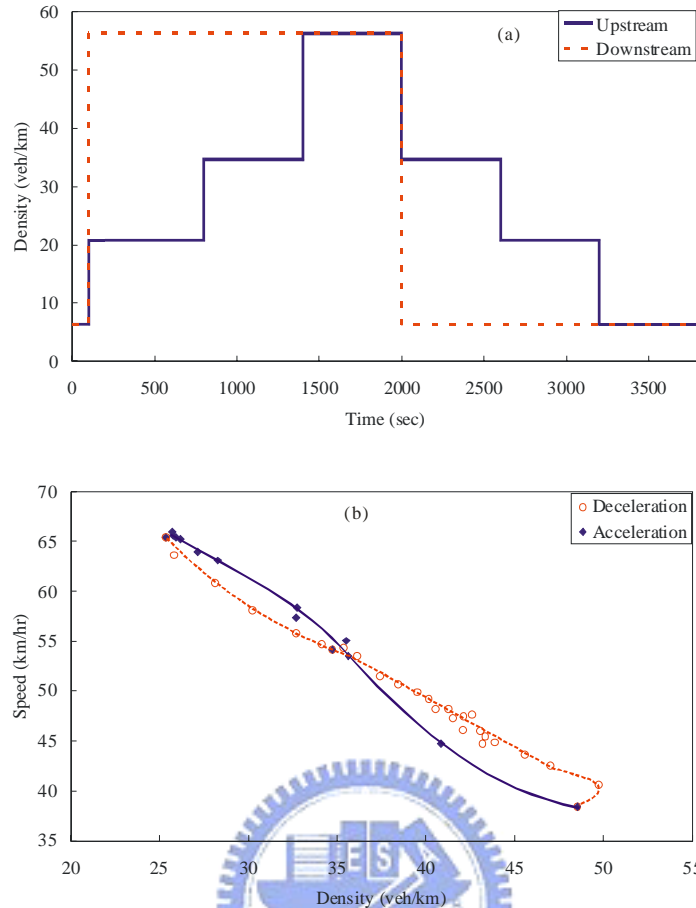 60
50
40
30
20
10
0
Density (veh/km)
(a)
Upstream
Downstream
0 500 1000 1500 2000 2500 3000 3500
Time (sec)
70
65
60
55
50
45
40
35
Speed (km/hr)
(b)
Deceleration
Acceleration
20 25 30 35 40 45 50
E S
Density (veh/km)